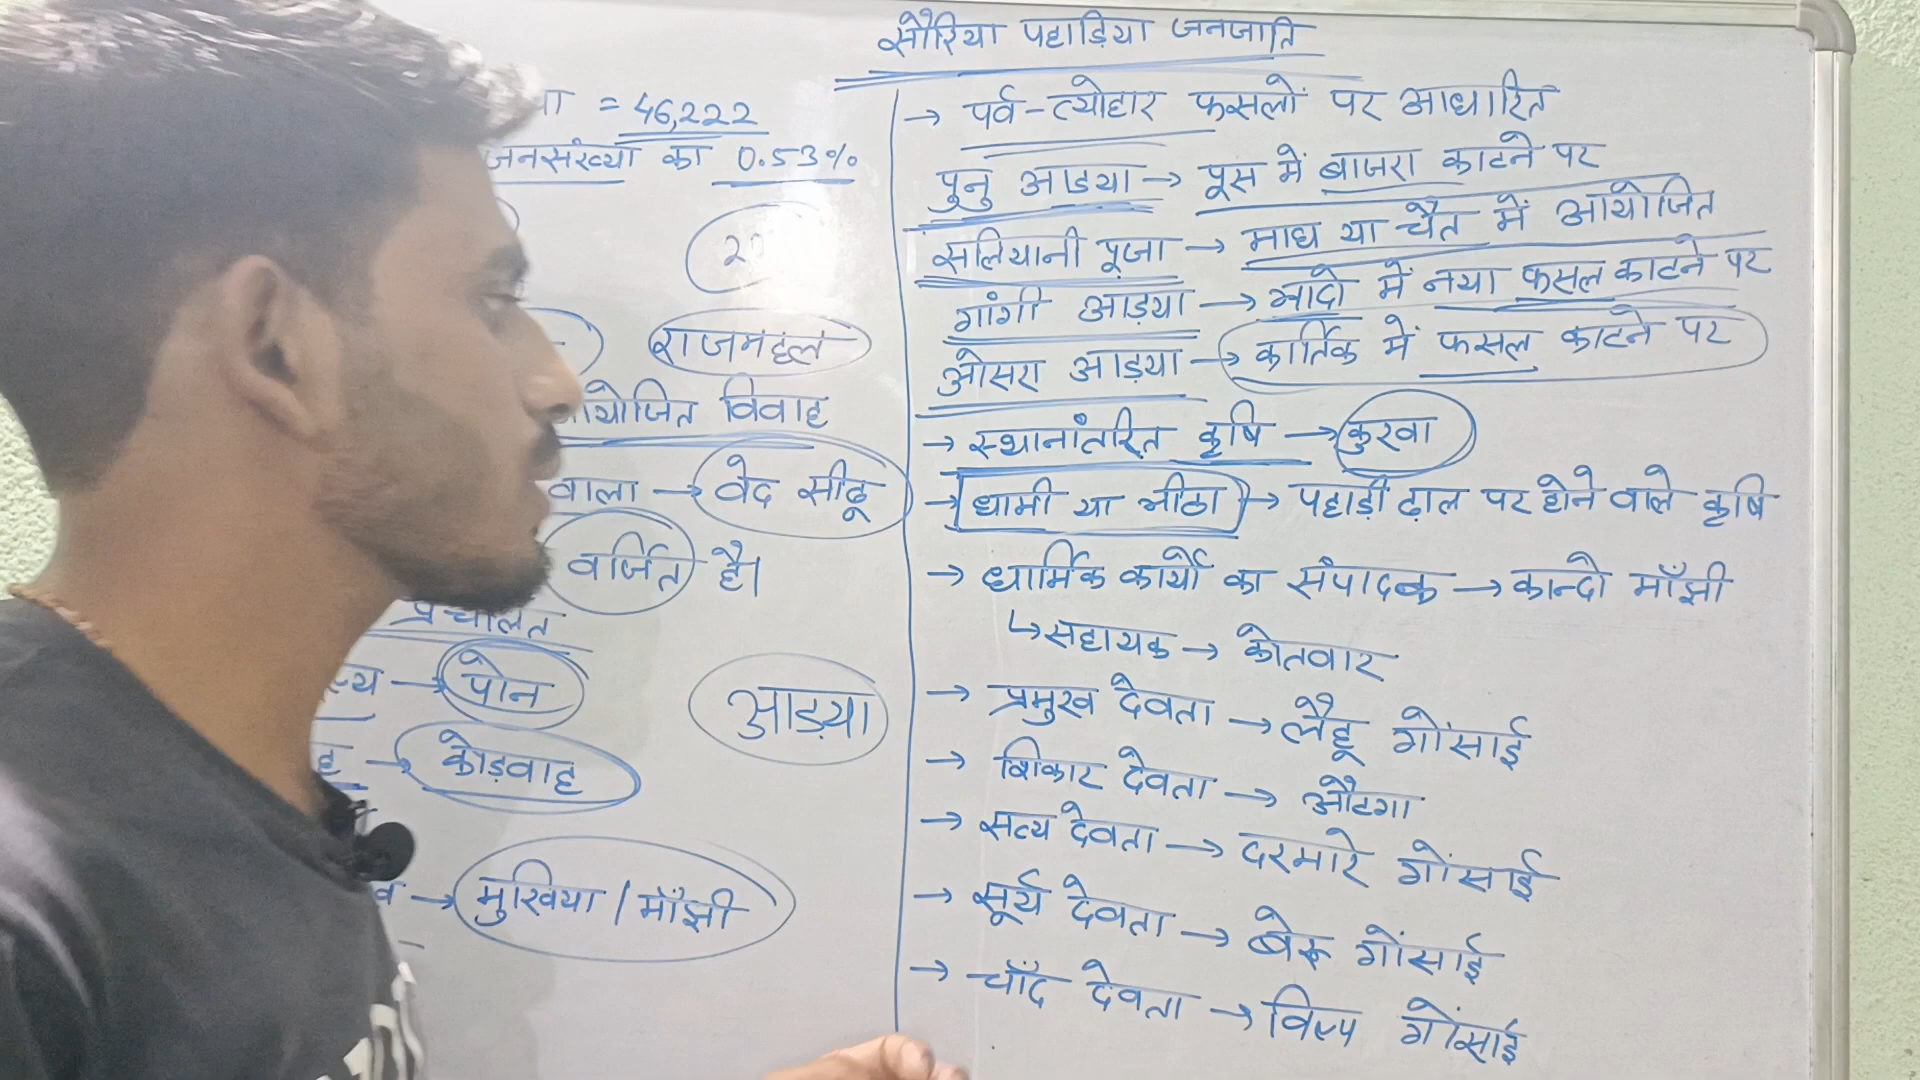 सौरिया पहाड़िया जनजाति
= 46,222
जनसंख्या का 0.53%
राजमहल
आयोजित विवाह
वाला → वेद सीढू
वर्जित है।
प्रचलित
→ पोन
आड़या
ह → कोड़वाह
→ मुखिया / माँझी
→ पर्व-त्योहार फसलों पर आधारित
पुनु आडया → पूस में बाजरा काटने पर
सलियानी पूजा → माघ या चैत में आयोजित
गांगी आड़या → भादो में नया फसल काटने पर
ओसरा आड़या → कार्तिक में फसल काटने पर
→ स्थानांतरित कृषि → कुरवा
→ धामी या भीठा → पहाड़ी ढ़ाल पर होने वाले कृषि
→ धार्मिक कार्यों का संपादक → कान्दो माँझी
↳ सहायक → कोतवार
→ प्रमुख देवता → लैहू गोंसाई
→ शिकार देवता → औटगा
→ सत्य देवता → दरमारे गोंसाई
→ सूर्य देवता → बेरू गोंसाई
→ चाँद देवता → विल्प गोंसाई